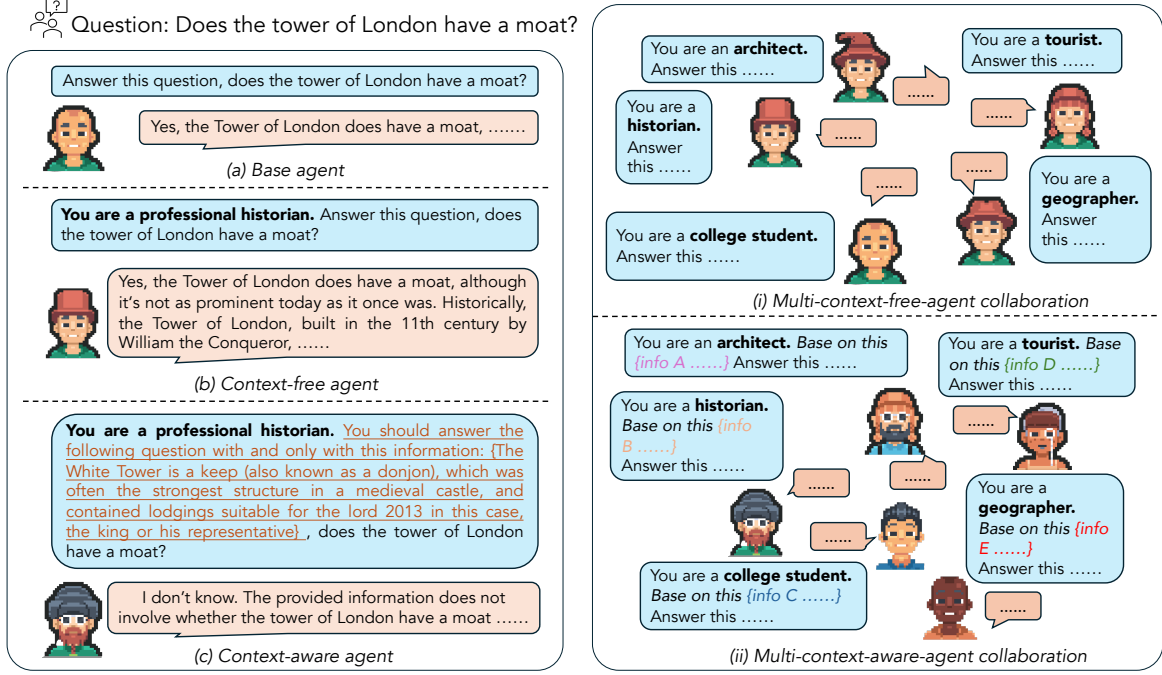 Question: Does the tower of London have a moat?
Answer this question, does the tower of London have a moat?
Yes, the Tower of London does have a moat, .......
(a) Base agent
You are a professional historian. Answer this question, does
the tower of London have a moat?
Yes, the Tower of London does have a moat, although
it's not as prominent today as it once was. Historically,
the Tower of London, built in the 11th century by
William the Conqueror, ......
(b) Context-free agent
You are a professional historian. You should answer the
following question with and only with this information: {The
White Tower is a keep (also known as a donjon), which was
often the strongest structure in a medieval castle, and
contained lodgings suitable for the lord 2013 in this case,
the king or his representative} , does the tower of London
have a moat?
I don't know. The provided information does not
involve whether the tower of London have a moat ......
(c) Context-aware agent
You are an architect.
Answer this ......
......
You are a tourist.
Answer this ......
......
You are a
historian.
Answer
this ......
......
......
......
You are a
geographer.
Answer
this ......
You are a college student.
Answer this ......
(i) Multi-context-free-agent collaboration
You are an architect. Base on this
{info A ......} Answer this ......
You are a tourist. Base
on this {info D ......}
Answer this ......
You are a historian.
Base on this {info
B ......}
Answer this ......
......
......
......
......
You are a
geographer.
Base on this {info
E ......}
Answer this ......
You are a college student.
Base on this {info C ......}
Answer this ......
......
(ii) Multi-context-aware-agent collaboration